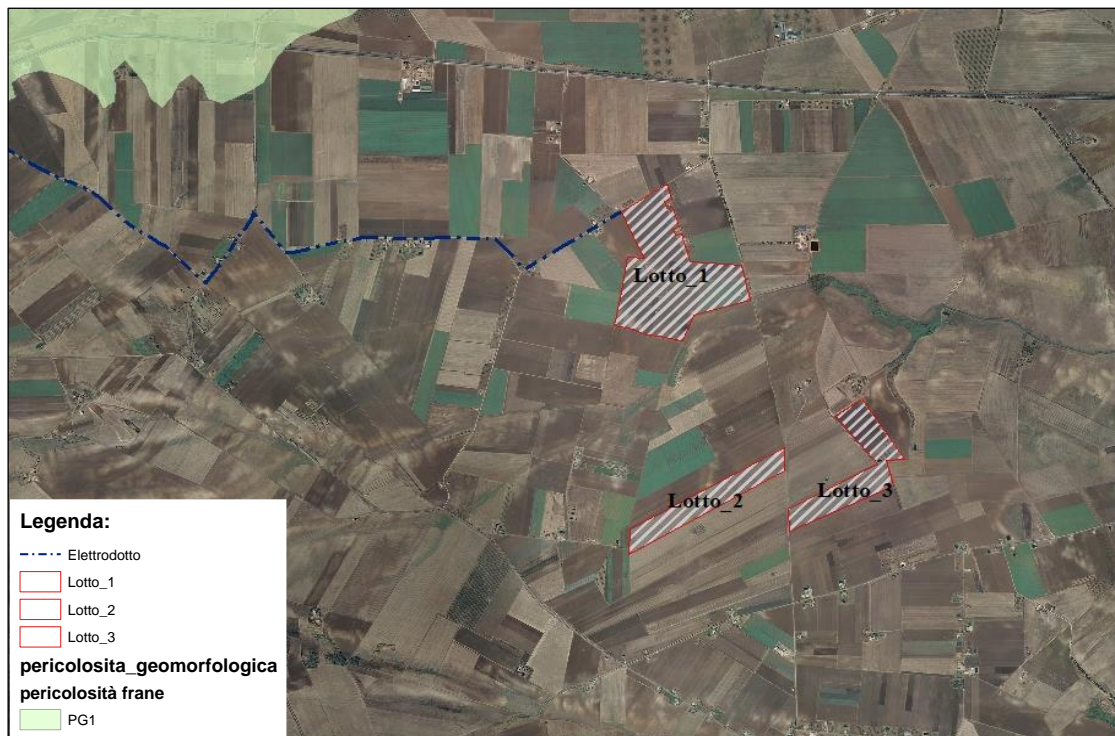 Lotto_1
Lotto_2
Lotto_3
Legenda:
Elettrodotto
Lotto_1
Lotto_2
Lotto_3
pericolosita_geomorfologica
pericolosità frane
PG1